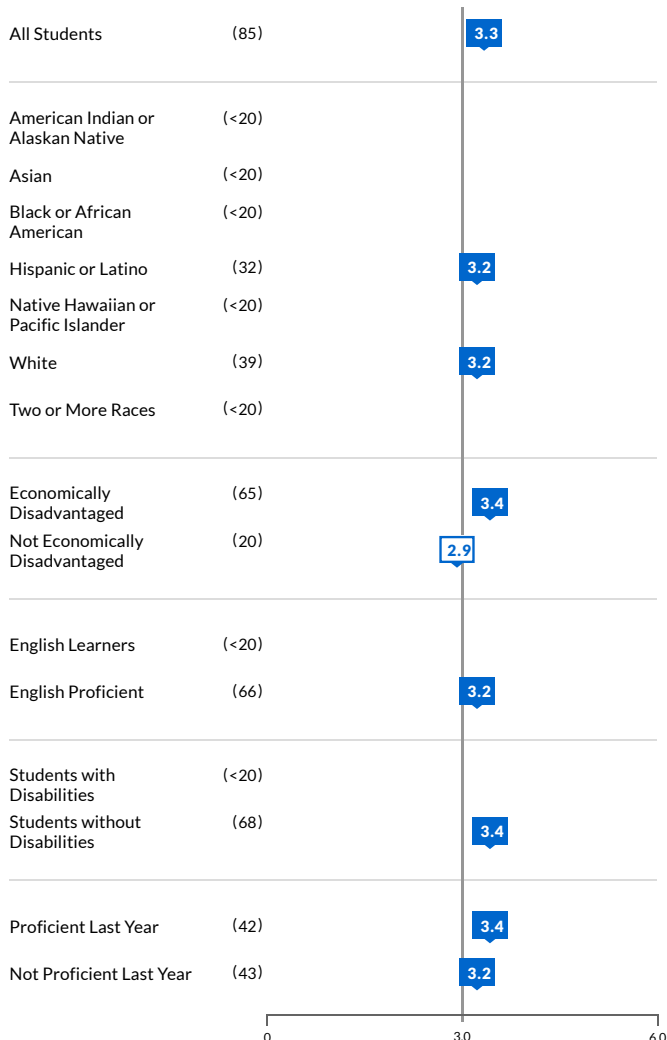 All Students (85) 3.3
American Indian or (<20)
Alaskan Native
Asian (<20)
Black or African (<20)
American
Hispanic or Latino (32) 3.2
Native Hawaiian or (<20)
Pacific Islander
White (39) 3.2
Two or More Races (<20)
Economically (65) 3.4
Disadvantaged
Not Economically (20) 2.9
Disadvantaged
English Learners (<20)
English Proficient (66) 3.2
Students with (<20)
Disabilities
Students without (68) 3.4
Disabilities
Proficient Last Year (42) 3.4
Not Proficient Last Year (43) 3.2
0 3.0 6.0